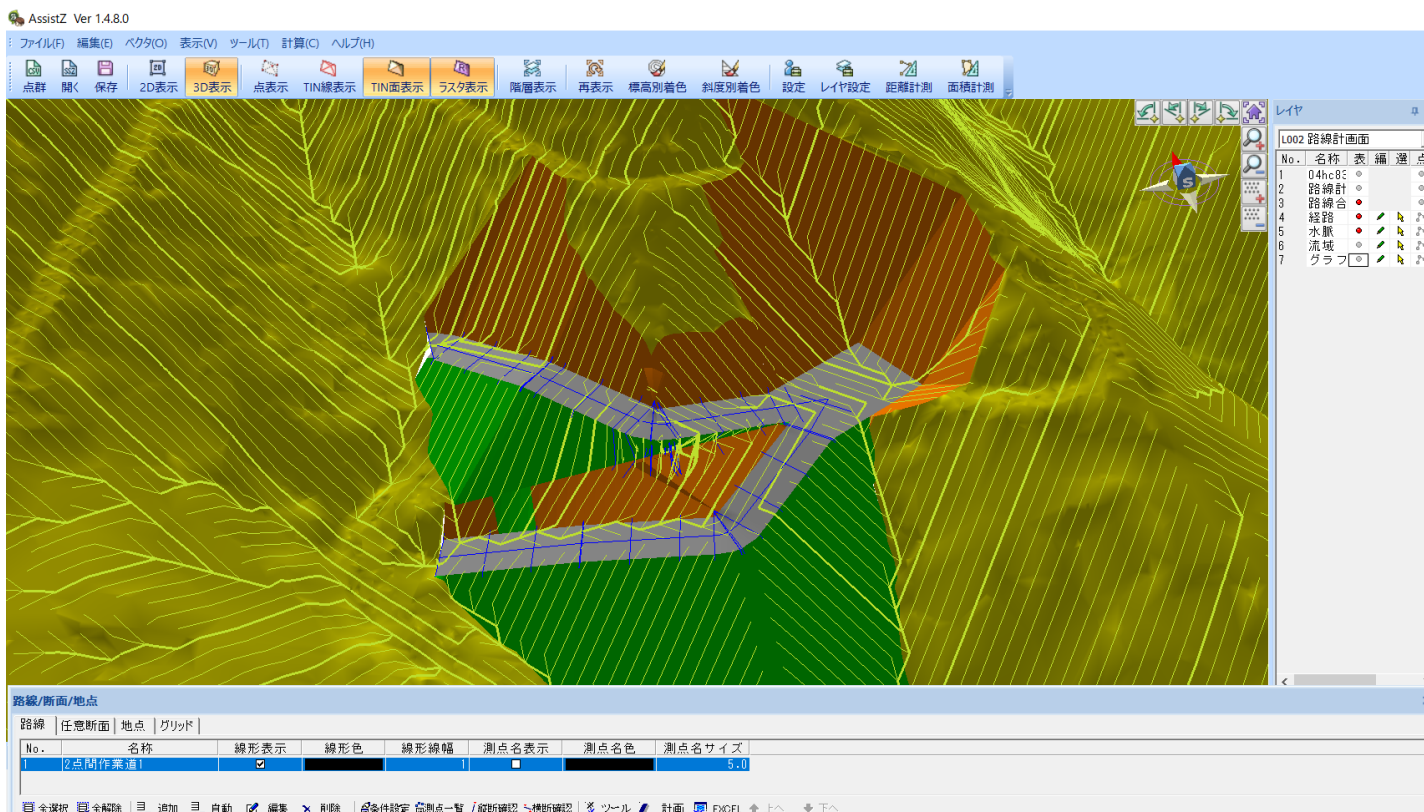 AssistZ Ver 1.4.8.0
ファイル(F) 編集(E) ベクタ(O) 表示(V) ツール(T) 計算(C) ヘルプ(H)
点群 開く 保存 2D表示 3D表示 点表示 TIN線表示 TIN面表示 ラスタ表示 階層表示 再表示 標高別着色 斜度別着色 設定 レイヤ設定 距離計測 面積計測
レイヤ
L002 路線計画面
No. 名称 表 編 選 点
1 04hc83
2 路線計
3 路線合
4 経路
5 水脈
6 流域
7 グラフ
S
路線/断面/地点
路線 任意断面 地点 グリッド
No. 名称 線形表示 線形色 線形線幅 測点名表示 測点名色 測点名サイズ
1 2点間作業道1 1 5.0
全選択 全解除 追加 自動 編集 削除 条件設定 測点一覧 縦断確認 横断確認 ツール 計画 EXCEL 上へ 下へ